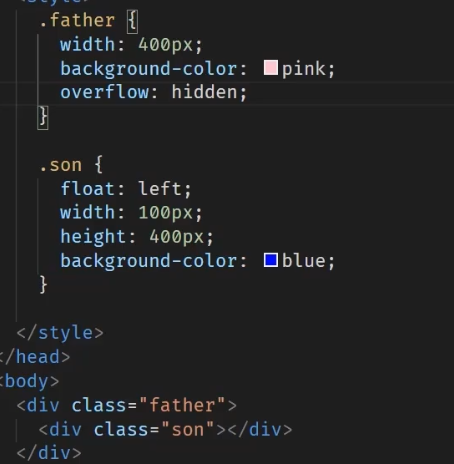 <style>
.father {
width: 400px;
background-color: pink;
overflow: hidden;
}
.son {
float: left;
width: 100px;
height: 400px;
background-color: blue;
}
</style>
</head>
<body>
<div class="father">
<div class="son"></div>
</div>